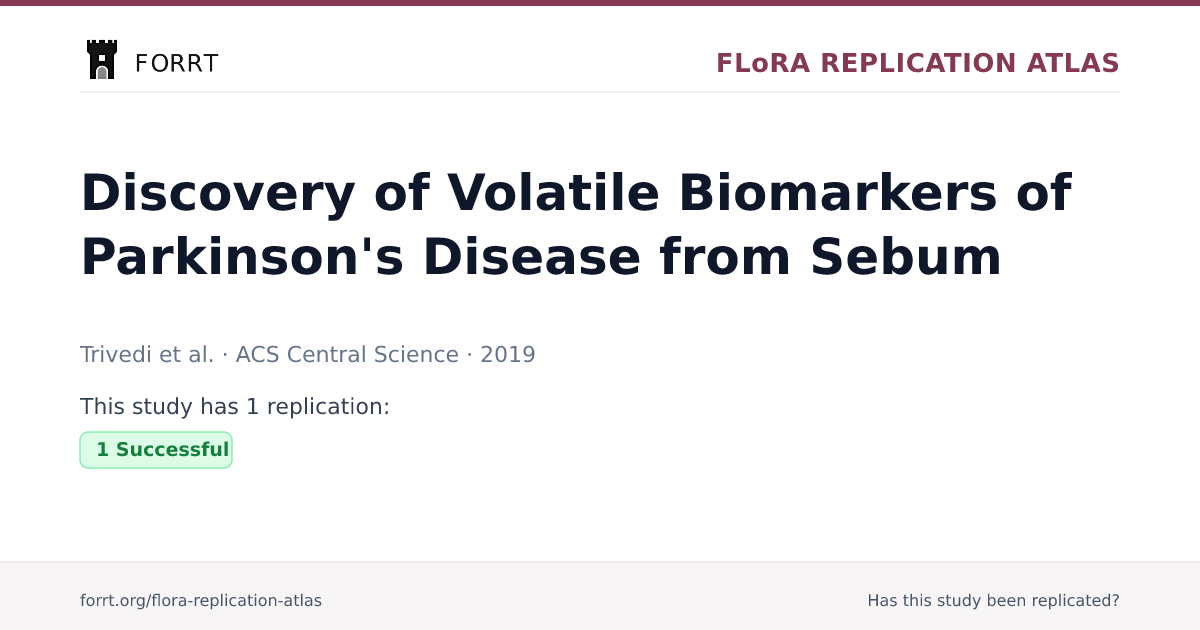 FORRT
FLoRA REPLICATION ATLAS
Discovery of Volatile Biomarkers of
Parkinson's Disease from Sebum
Trivedi et al. · ACS Central Science · 2019
This study has 1 replication:
1 Successful
forrt.org/flora-replication-atlas
Has this study been replicated?